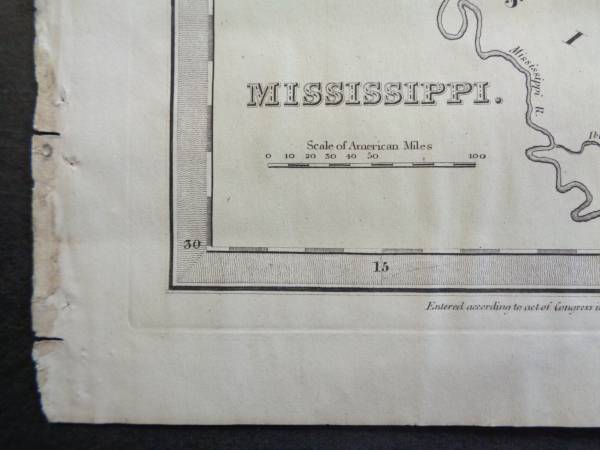 I
Mississippi R.
MISSISSIPPI.
Scale of American Miles
0 10 20 30 40 50 100
30
15
Entered according to act of Congress